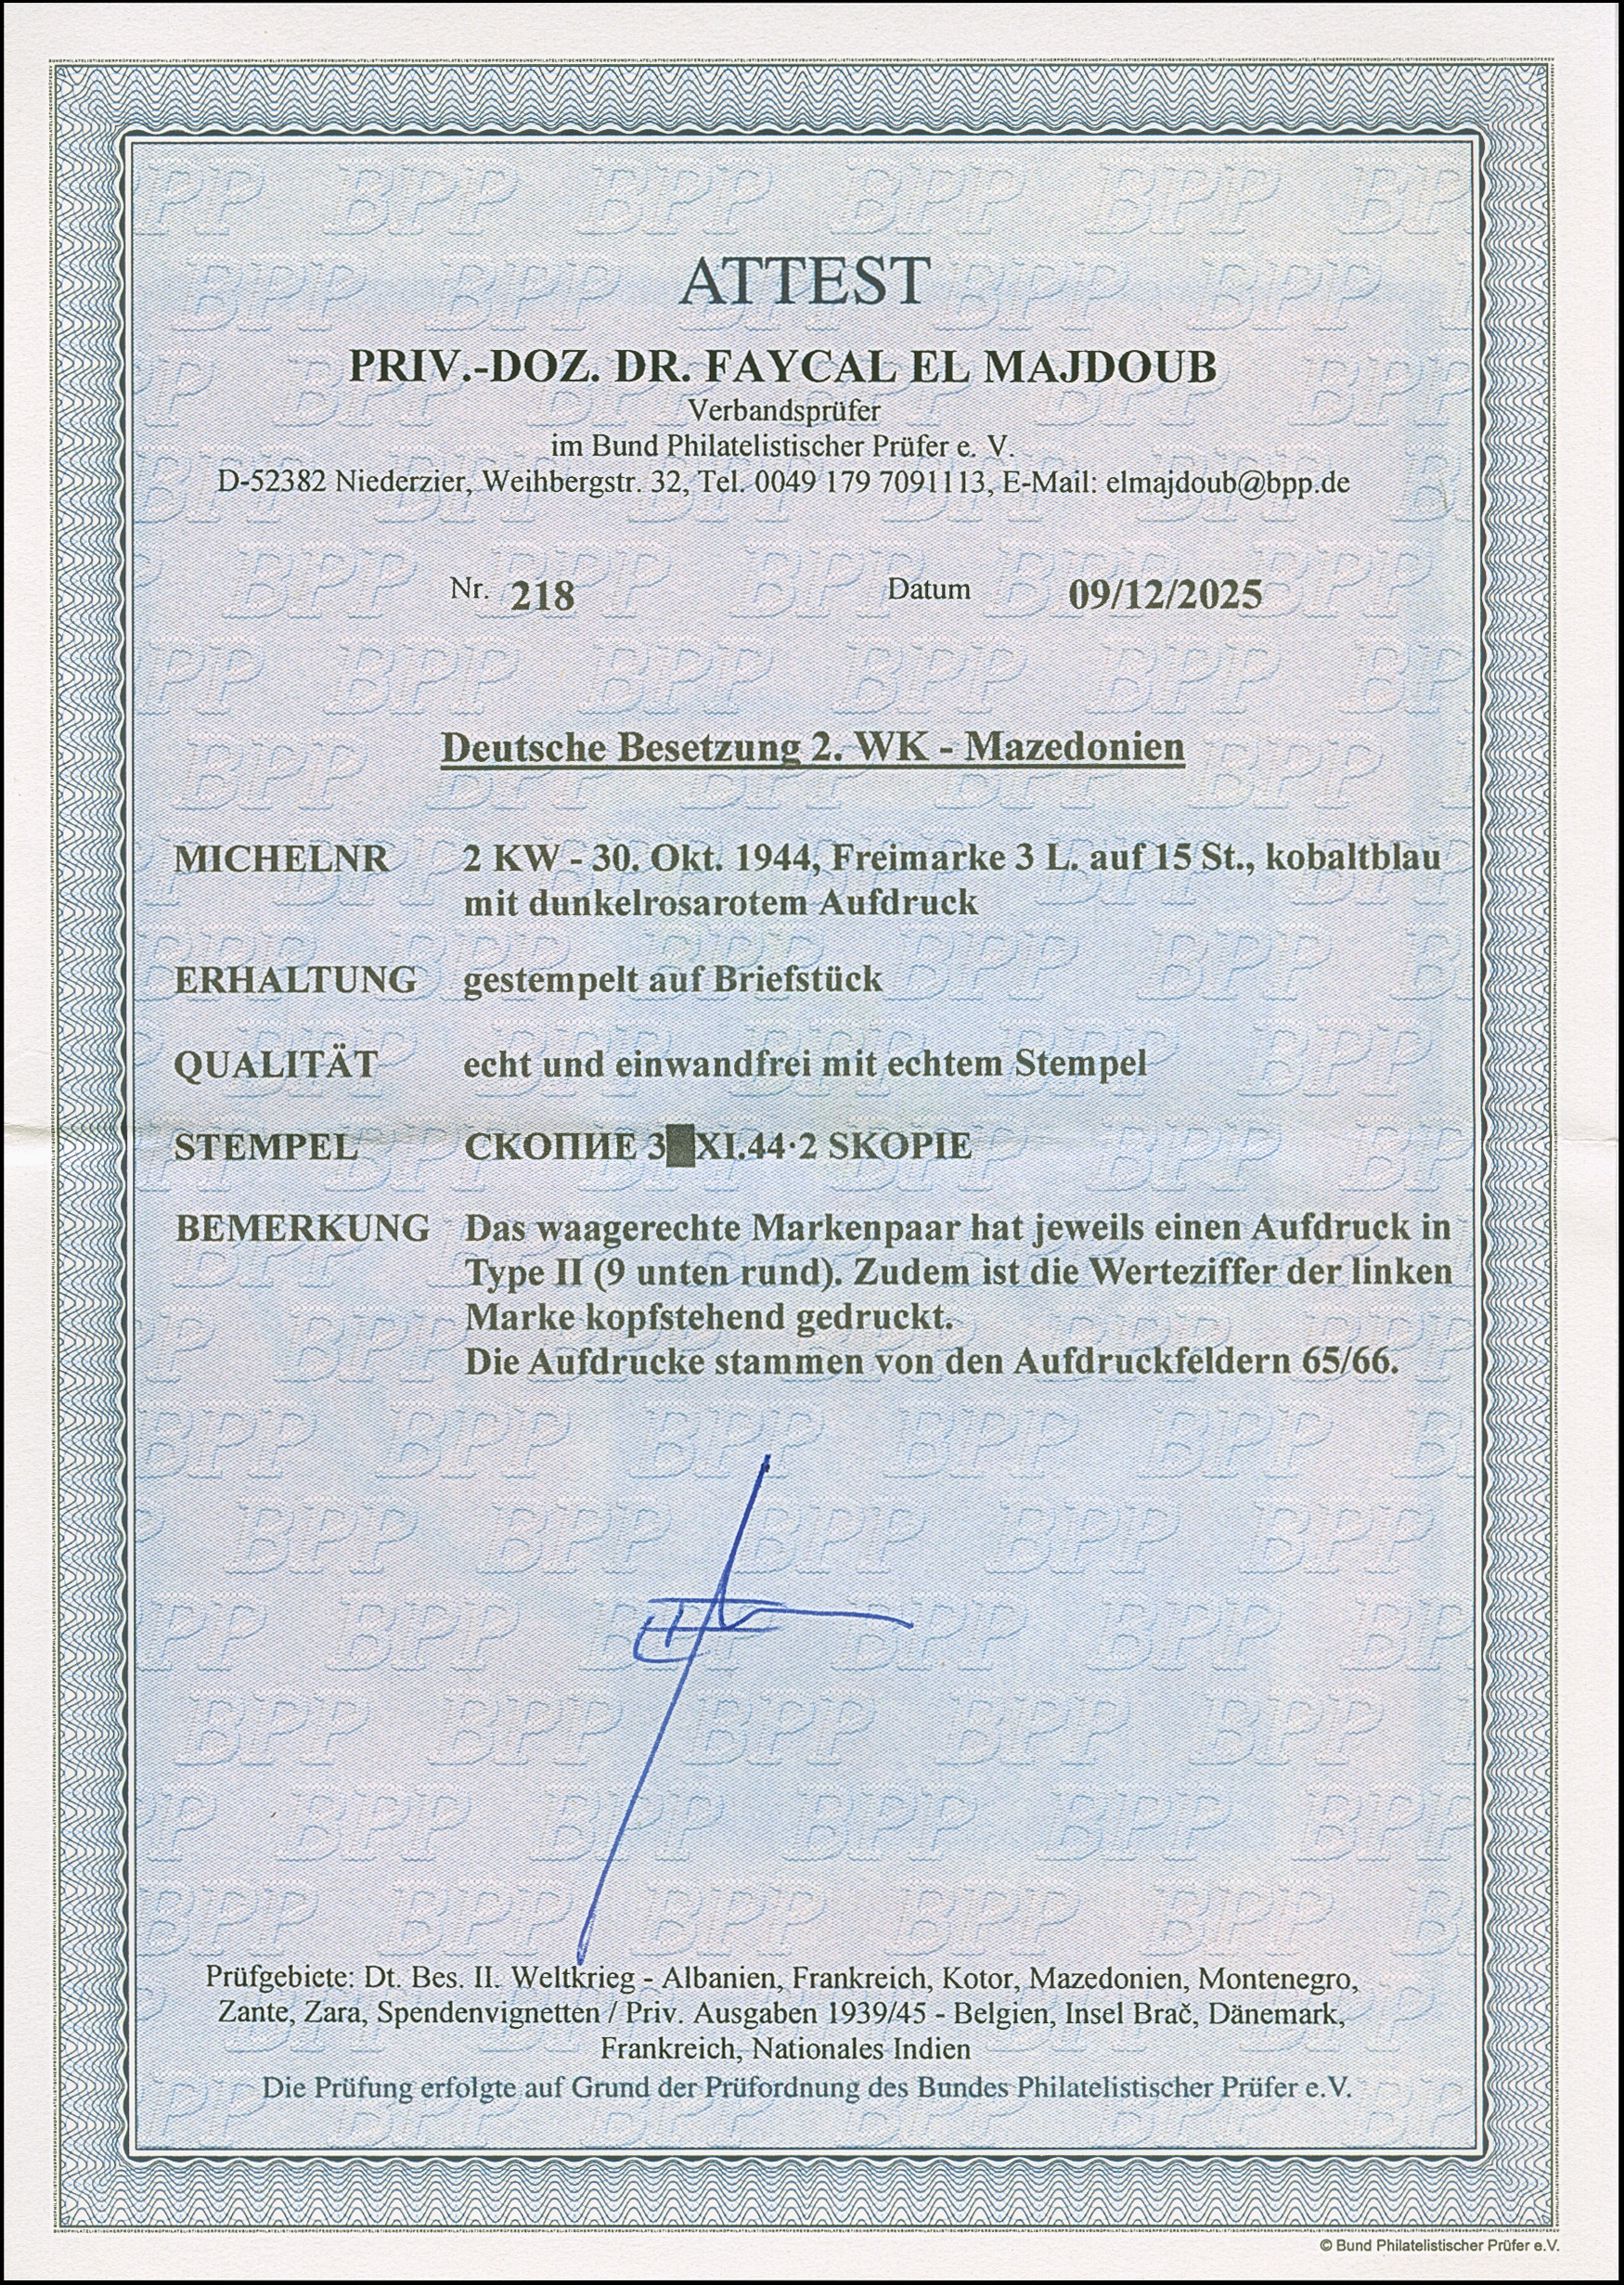 ATTEST
PRIV.-DOZ. DR. FAYCAL EL MAJDOUB
Verbandsprüfer
im Bund Philatelistischer Prüfer e. V.
D-52382 Niederzier, Weihbergstr. 32, Tel. 0049 179 7091113, E-Mail: elmajdoub@bpp.de
Nr. 218 Datum 09/12/2025
Deutsche Besetzung 2. WK - Mazedonien
MICHELNR 2 KW - 30. Okt. 1944, Freimarke 3 L. auf 15 St., kobaltblau
mit dunkelrosarotem Aufdruck
ERHALTUNG gestempelt auf Briefstück
QUALITÄT echt und einwandfrei mit echtem Stempel
STEMPEL СКОПИЕ 3█XI.44·2 SKOPIE
BEMERKUNG Das waagerechte Markenpaar hat jeweils einen Aufdruck in
Type II (9 unten rund). Zudem ist die Werteziffer der linken
Marke kopfstehend gedruckt.
Die Aufdrucke stammen von den Aufdruckfeldern 65/66.
Prüfgebiete: Dt. Bes. II. Weltkrieg - Albanien, Frankreich, Kotor, Mazedonien, Montenegro,
Zante, Zara, Spendenvignetten / Priv. Ausgaben 1939/45 - Belgien, Insel Brač, Dänemark,
Frankreich, Nationales Indien
Die Prüfung erfolgte auf Grund der Prüfordnung des Bundes Philatelistischer Prüfer e.V.
© Bund Philatelistischer Prüfer e.V.